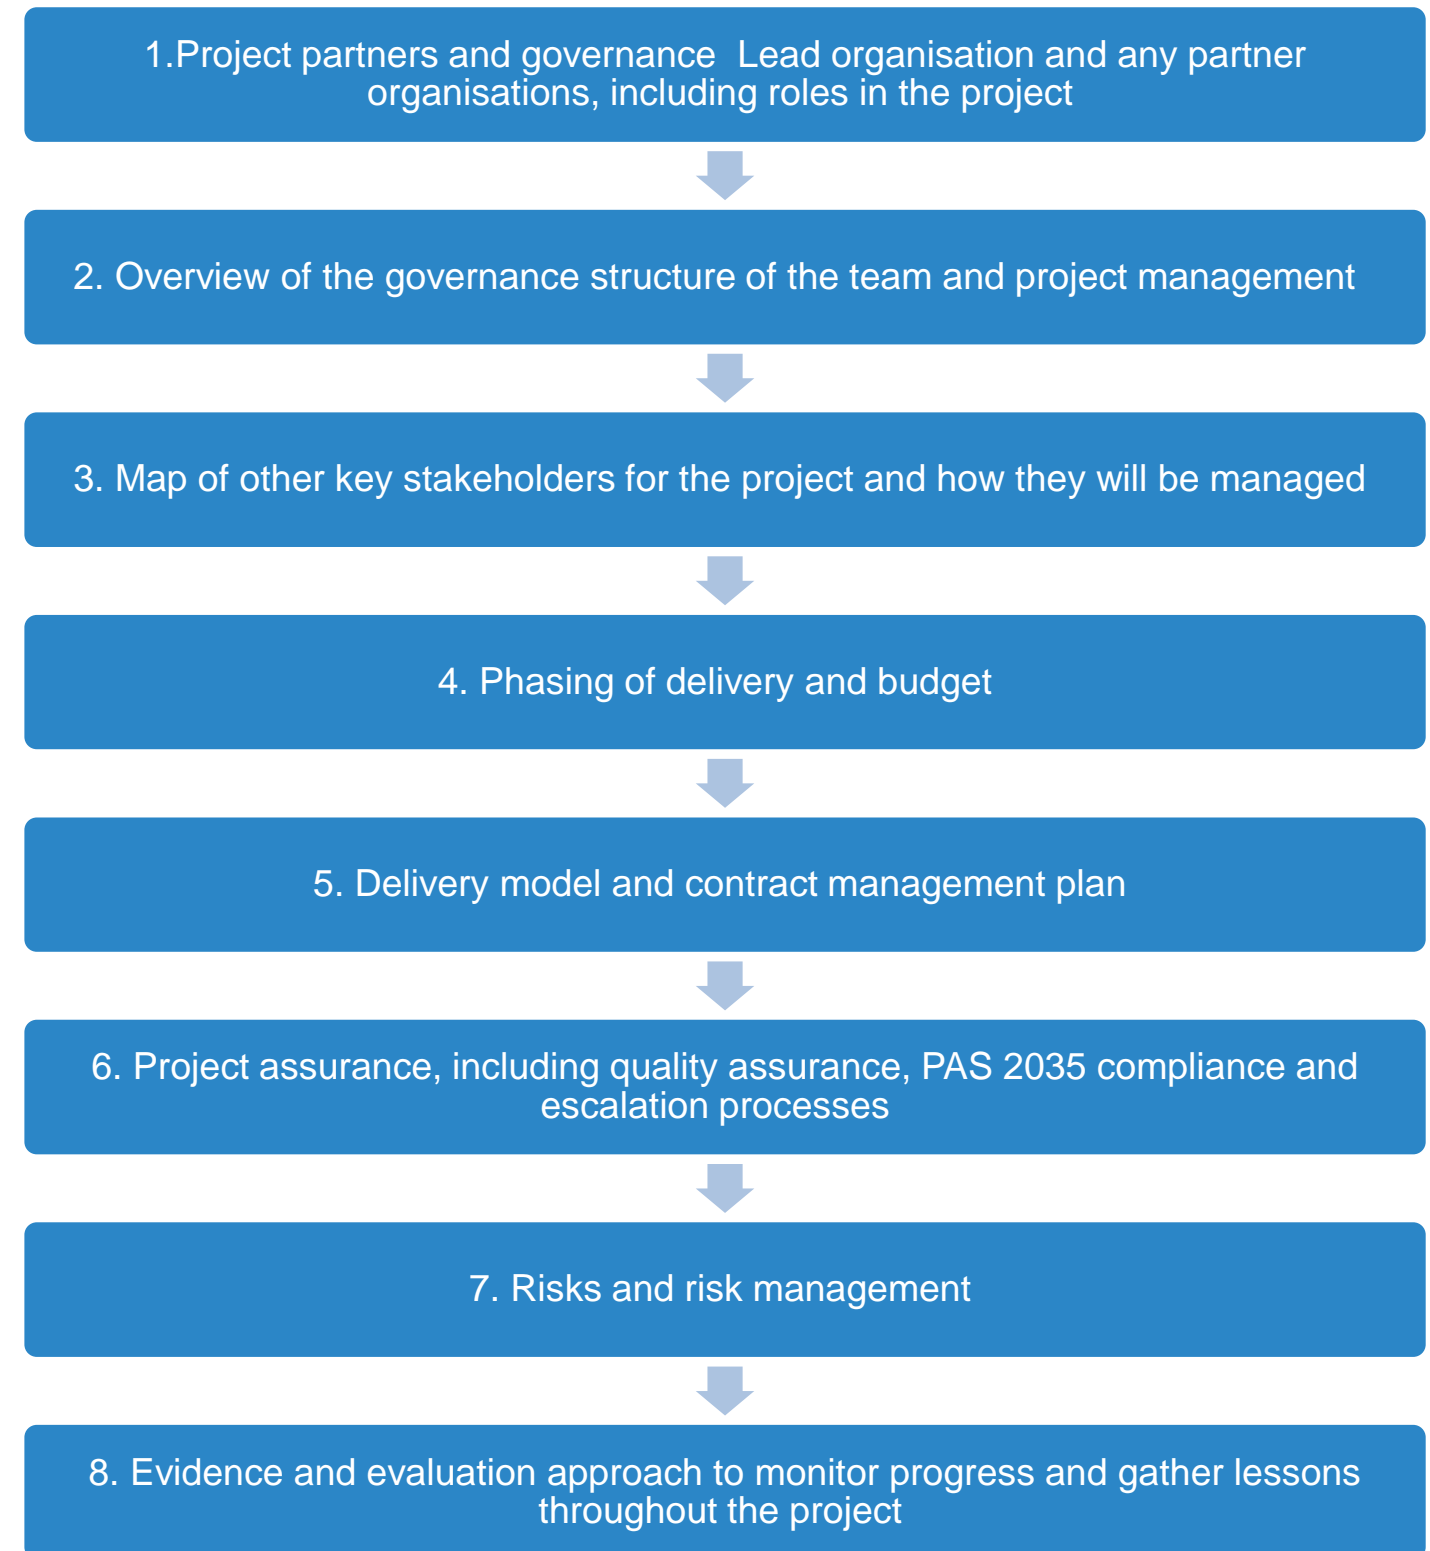 1.Project partners and governance  Lead organisation and any partner
organisations, including roles in the project
2. Overview of the governance structure of the team and project management
3. Map of other key stakeholders for the project and how they will be managed
4. Phasing of delivery and budget
5. Delivery model and contract management plan
6. Project assurance, including quality assurance, PAS 2035 compliance and
escalation processes
7. Risks and risk management
8. Evidence and evaluation approach to monitor progress and gather lessons
throughout the project